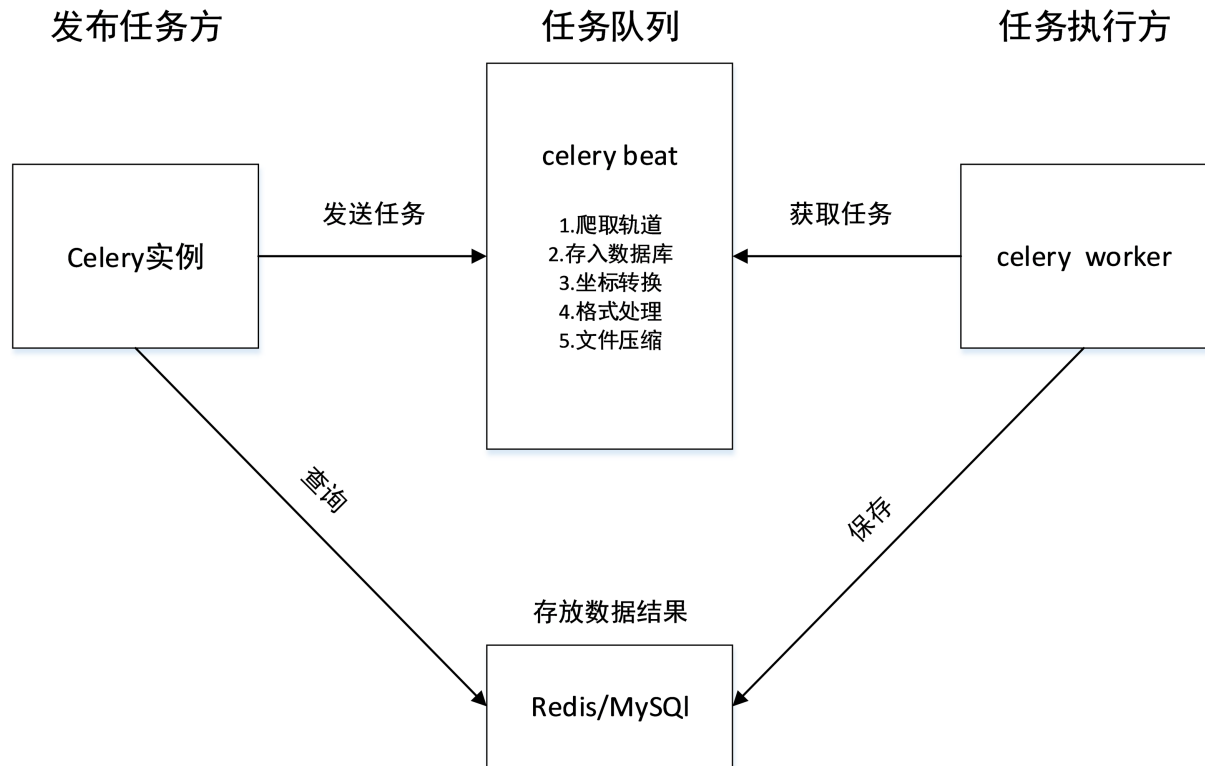 发布任务方
任务队列
任务执行方
celery beat
Celery实例
发送任务
1.爬取轨道
2.存入数据库
3.坐标转换
4.格式处理
5.文件压缩
获取任务
celery worker
查询
保存
存放数据结果
Redis/MySQl